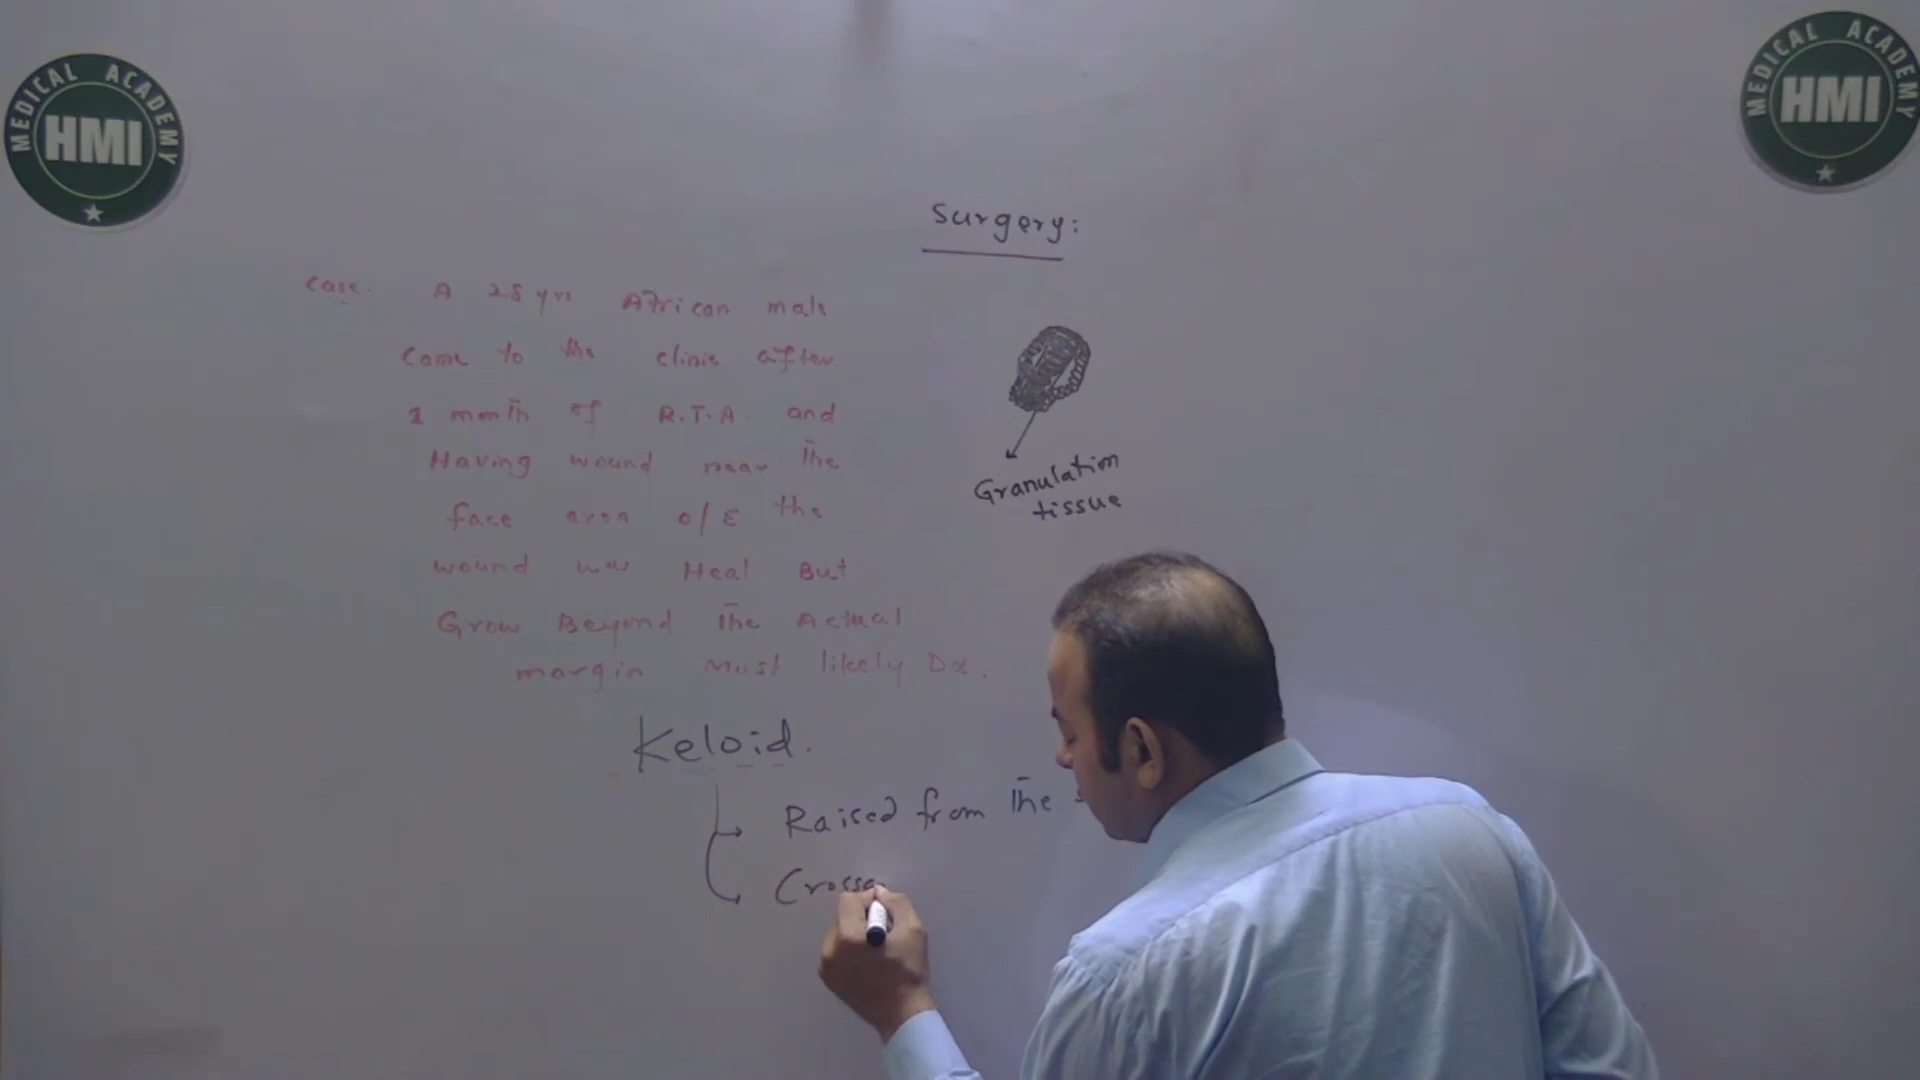 MEDICAL ACADEMY
HMI
MEDICAL ACADEMY
HMI
Surgery:
Case. A 28 yrs African male
Come to the clinic after
1 month of R.T.A. and
Having wound near the
face area o/E the
wound was Heal But
Grow Beyond The Actual
margin Most likely Dx.
Granulation
tissue
Keloid.
Raised from The